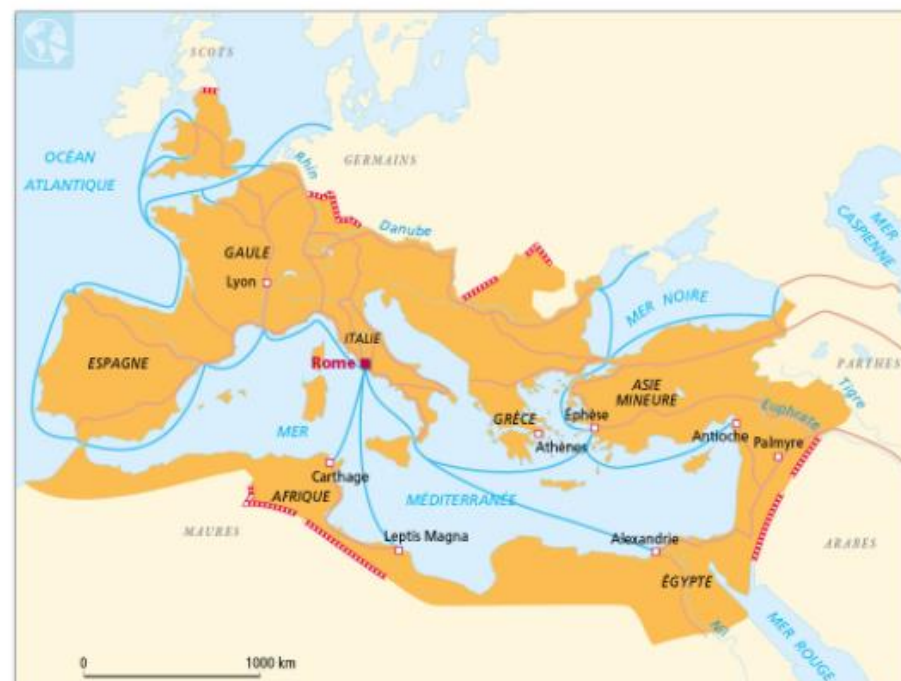 SCOTS
OCÉAN
ATLANTIQUE
GERMAINS
Rhin
Danube
MER
CASPIENNE
GAULE
Lyon
MER NOIRE
ITALIE
Rome
ESPAGNE
PARTHES
Tigre
ASIE
MINEURE
Euphrate
GRÈCE
Éphèse
Athènes
Antioche
Palmyre
MER
MÉDITERRANÉE
Carthage
AFRIQUE
MAURES
Leptis Magna
Alexandrie
ARABES
ÉGYPTE
Nil
MER ROUGE
0
1000 km